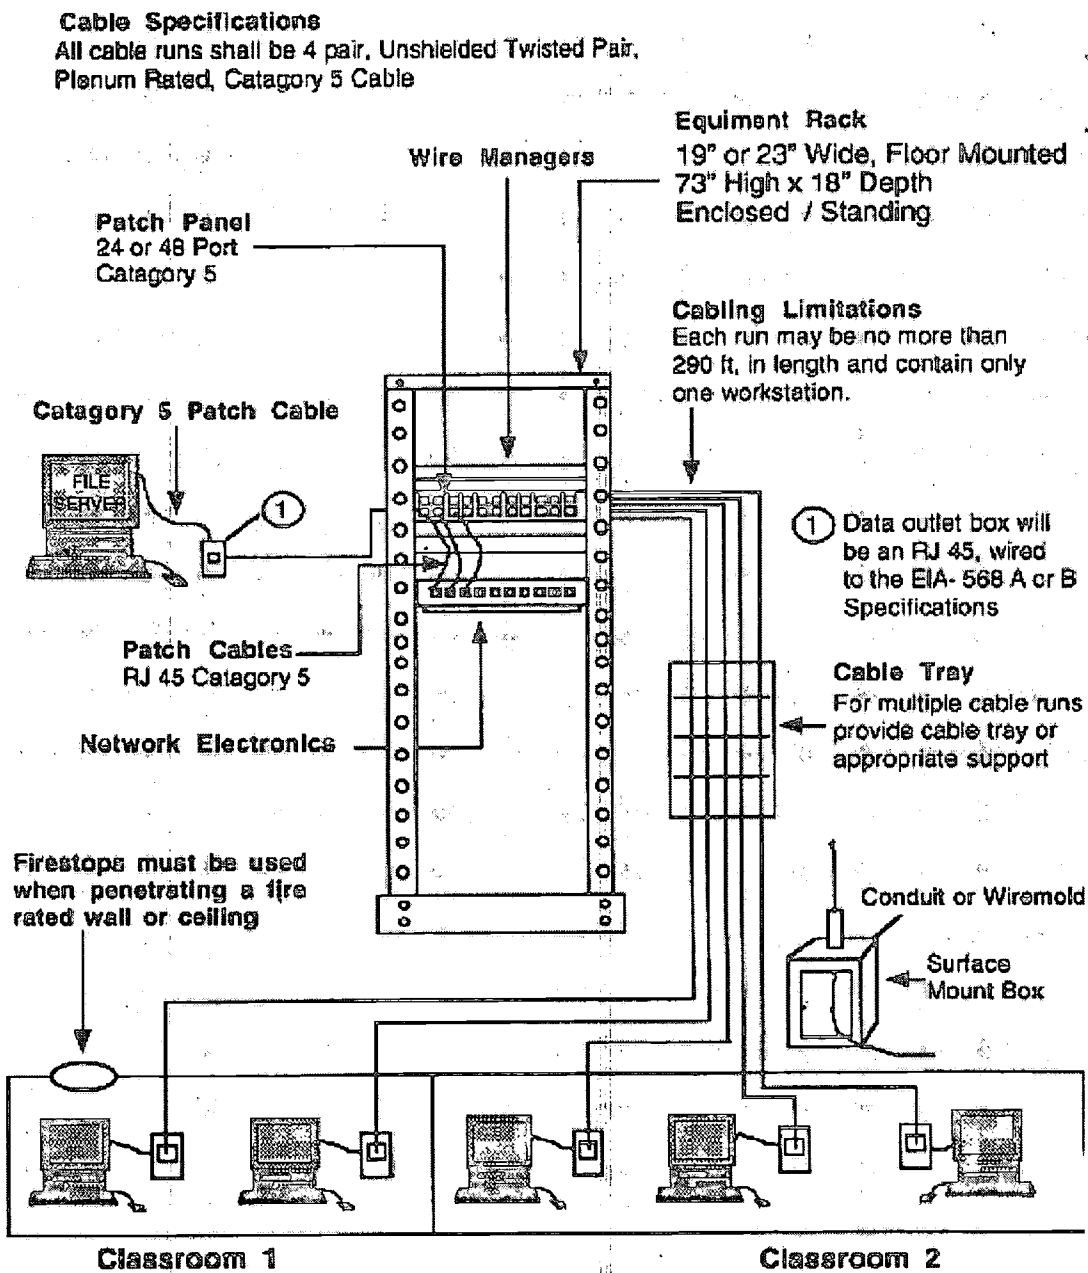 Cable Specifications
All cable runs shall be 4 pair, Unshielded Twisted Pair,
Plenum Rated, Catagory 5 Cable
Equiment Rack
19" or 23" Wide, Floor Mounted
73" High x 18" Depth
Enclosed / Standing
Wire Managers
Patch Panel
24 or 48 Port
Catagory 5
Cabling Limitations
Each run may be no more than
290 ft, in length and contain only
one workstation.
Catagory 5 Patch Cable
FILE
SERVER
1
1 Data outlet box will
be an RJ 45, wired
to the EIA- 568 A or B
Specifications
Patch Cables
RJ 45 Catagory 5
Cable Tray
For multiple cable runs
provide cable tray or
appropriate support
Network Electronics
Firestops must be used
when penetrating a fire
rated wall or ceiling
Conduit or Wiremold
Surface
Mount Box
Classroom 1
Classroom 2